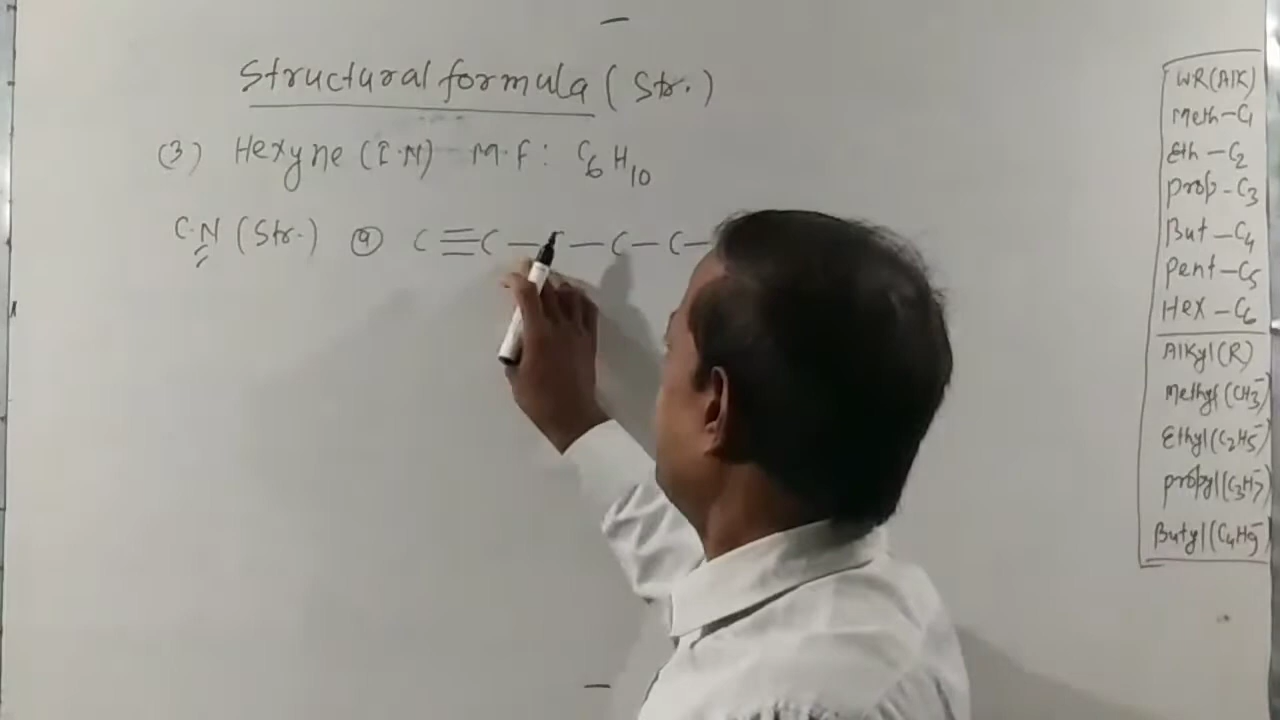 Structural formula (Str.)
(3) Hexyne (I.N) M.F: C6H10
C.N (Str.) (a) C≡C—C—C—C—
WR(Alk)
Meth-C1
Eth-C2
Prop-C3
But-C4
Pent-C5
Hex-C6
Alkyl(R)
Methyl(CH3-)
Ethyl(C2H5-)
propyl(C3H7)
Butyl(C4H9-)